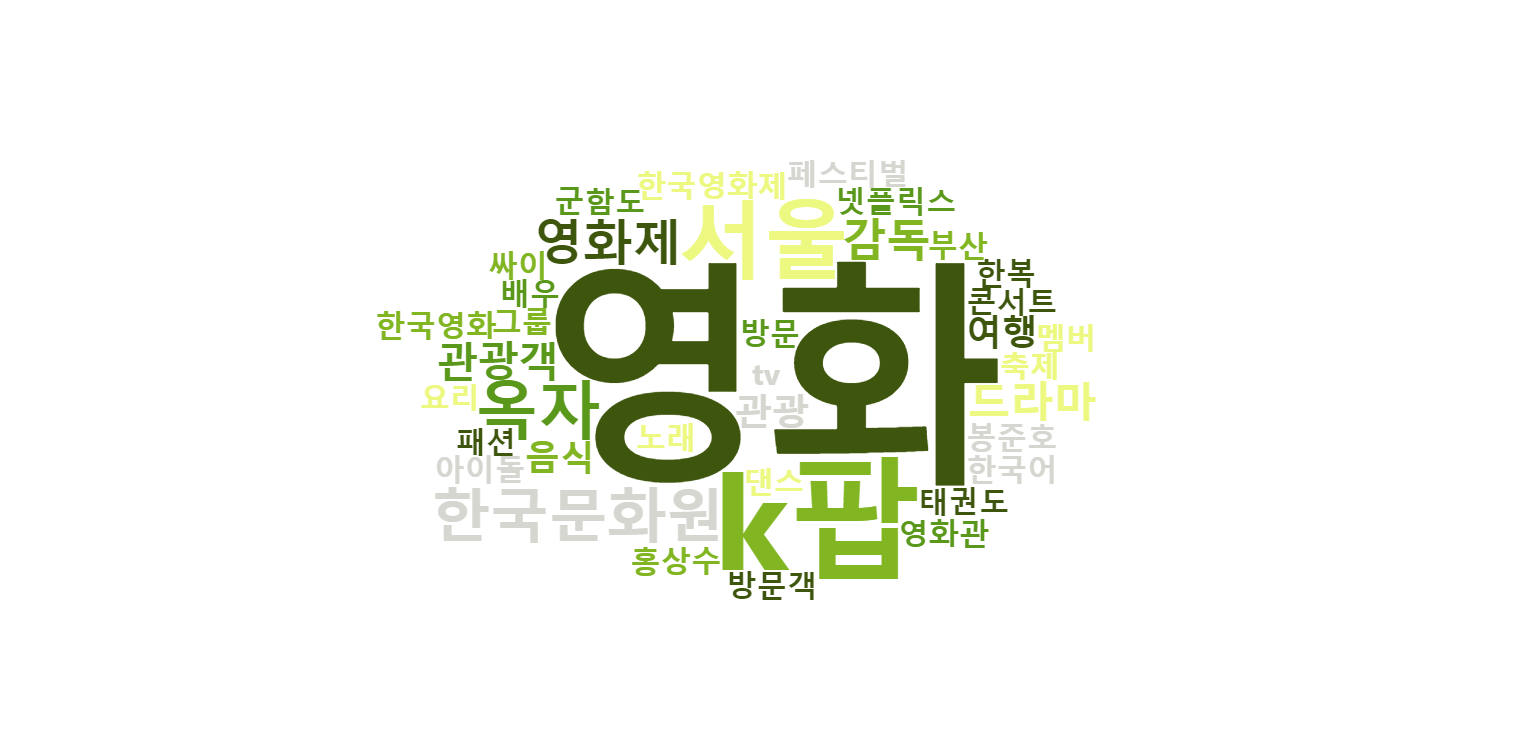 페스티벌
한국영화제
군함도
넷플릭스
서울
영화제
감독
부산
싸이
한복
배우
콘서트
영화
한국영화
그룹
방문
여행
멤버
관광객
축제
tv
요리
옥자
관광
드라마
패션
노래
봉준호
음식
아이돌
한국어
댄스
k팝
한국문화원
태권도
영화관
홍상수
방문객